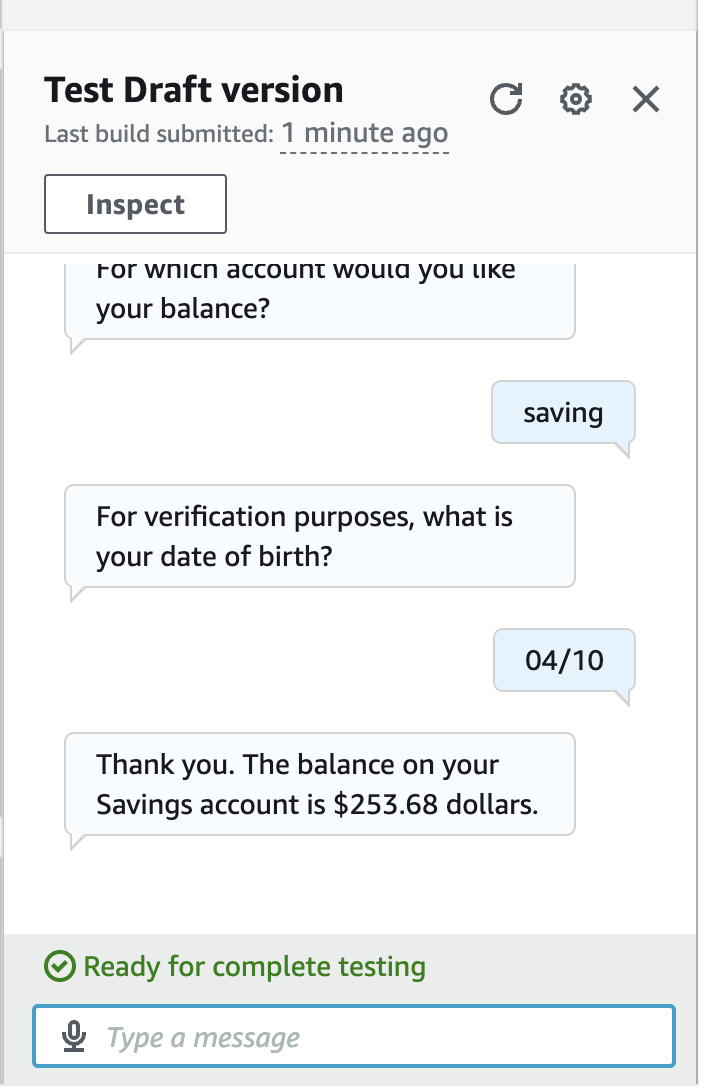 Test Draft version
Last build submitted: 1 minute ago
Inspect
For which account would you like
your balance?
saving
For verification purposes, what is
your date of birth?
04/10
Thank you. The balance on your
Savings account is $253.68 dollars.
Ready for complete testing
Type a message